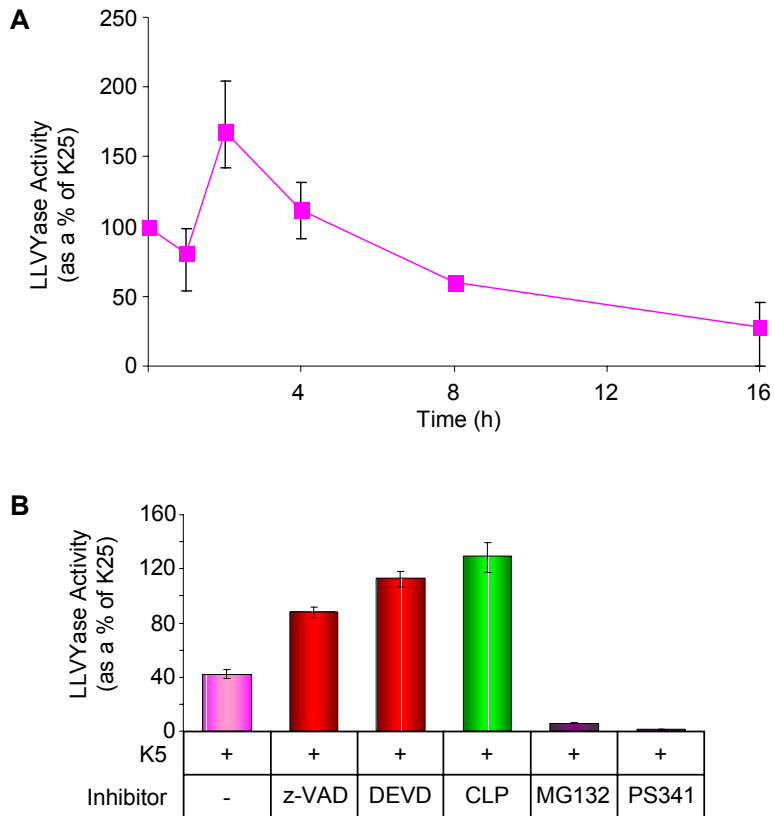 A
LLVYase Activity
(as a % of K25)
250
200
150
100
50
0
4
8
12
16
Time (h)
B
LLVYase Activity
(as a % of K25)
160
120
80
40
0
K5 + + + + + +
Inhibitor - z-VAD DEVD CLP MG132 PS341